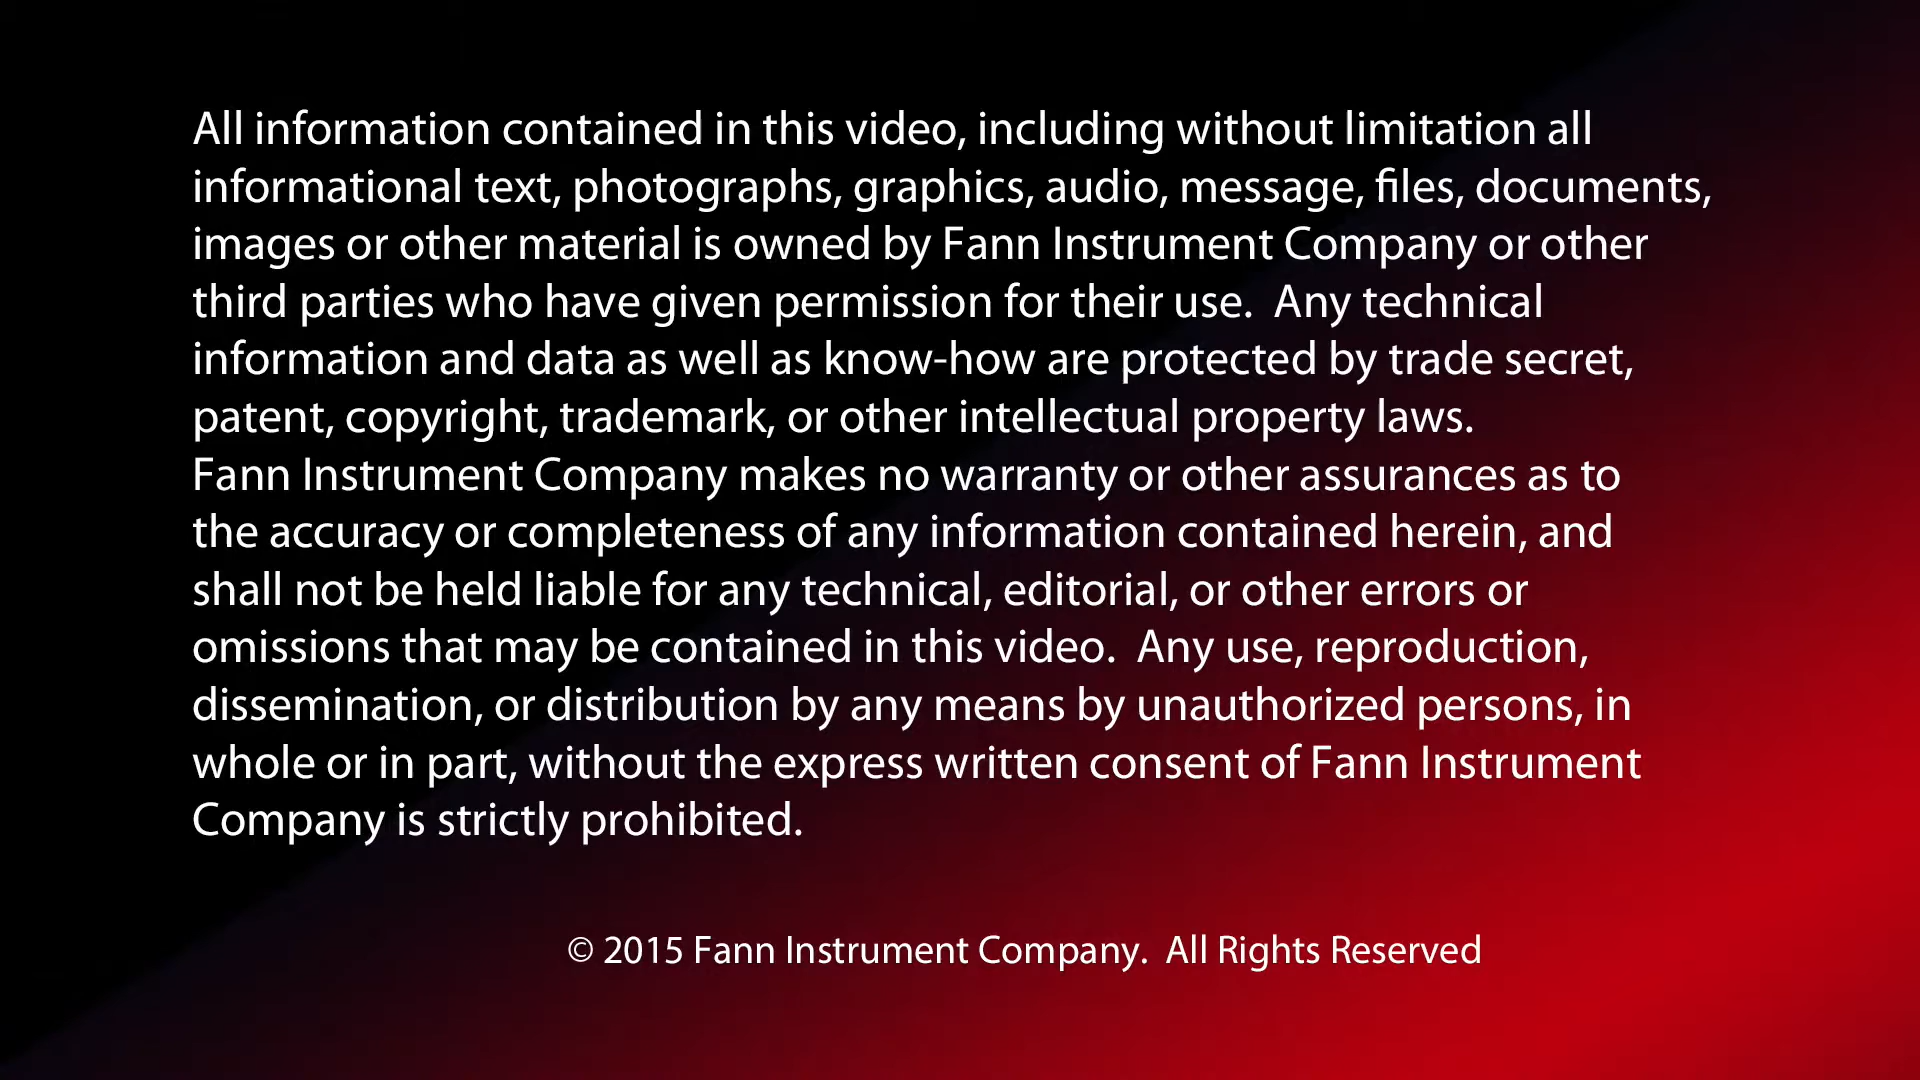 All information contained in this video, including without limitation all
informational text, photographs, graphics, audio, message, files, documents,
images or other material is owned by Fann Instrument Company or other
third parties who have given permission for their use.  Any technical
information and data as well as know-how are protected by trade secret,
patent, copyright, trademark, or other intellectual property laws.
Fann Instrument Company makes no warranty or other assurances as to
the accuracy or completeness of any information contained herein, and
shall not be held liable for any technical, editorial, or other errors or
omissions that may be contained in this video.  Any use, reproduction,
dissemination, or distribution by any means by unauthorized persons, in
whole or in part, without the express written consent of Fann Instrument
Company is strictly prohibited.
© 2015 Fann Instrument Company.  All Rights Reserved